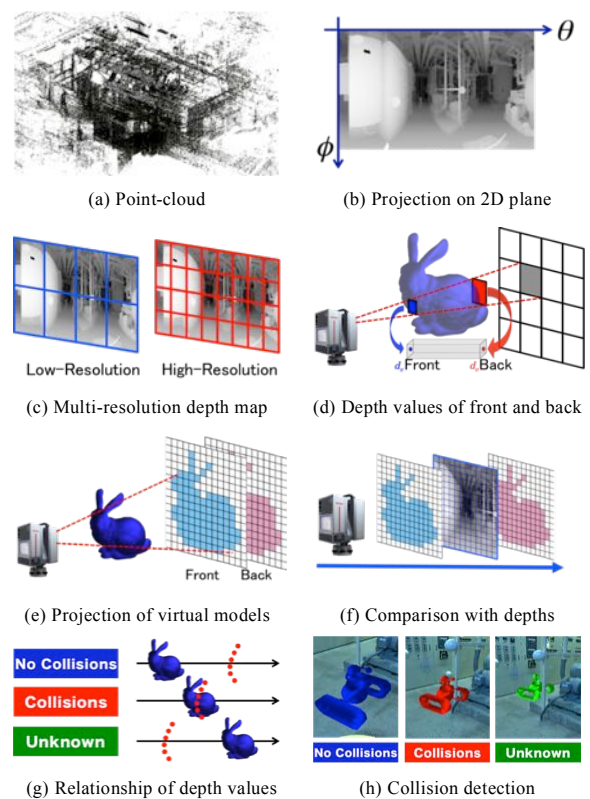 θ
ϕ
(a) Point-cloud
(b) Projection on 2D plane
Low-Resolution
High-Resolution
(c) Multi-resolution depth map
Front
Back
(d) Depth values of front and back
Front
Back
(e) Projection of virtual models
(f) Comparison with depths
No Collisions
Collisions
Unknown
(g) Relationship of depth values
No Collisions
Collisions
Unknown
(h) Collision detection